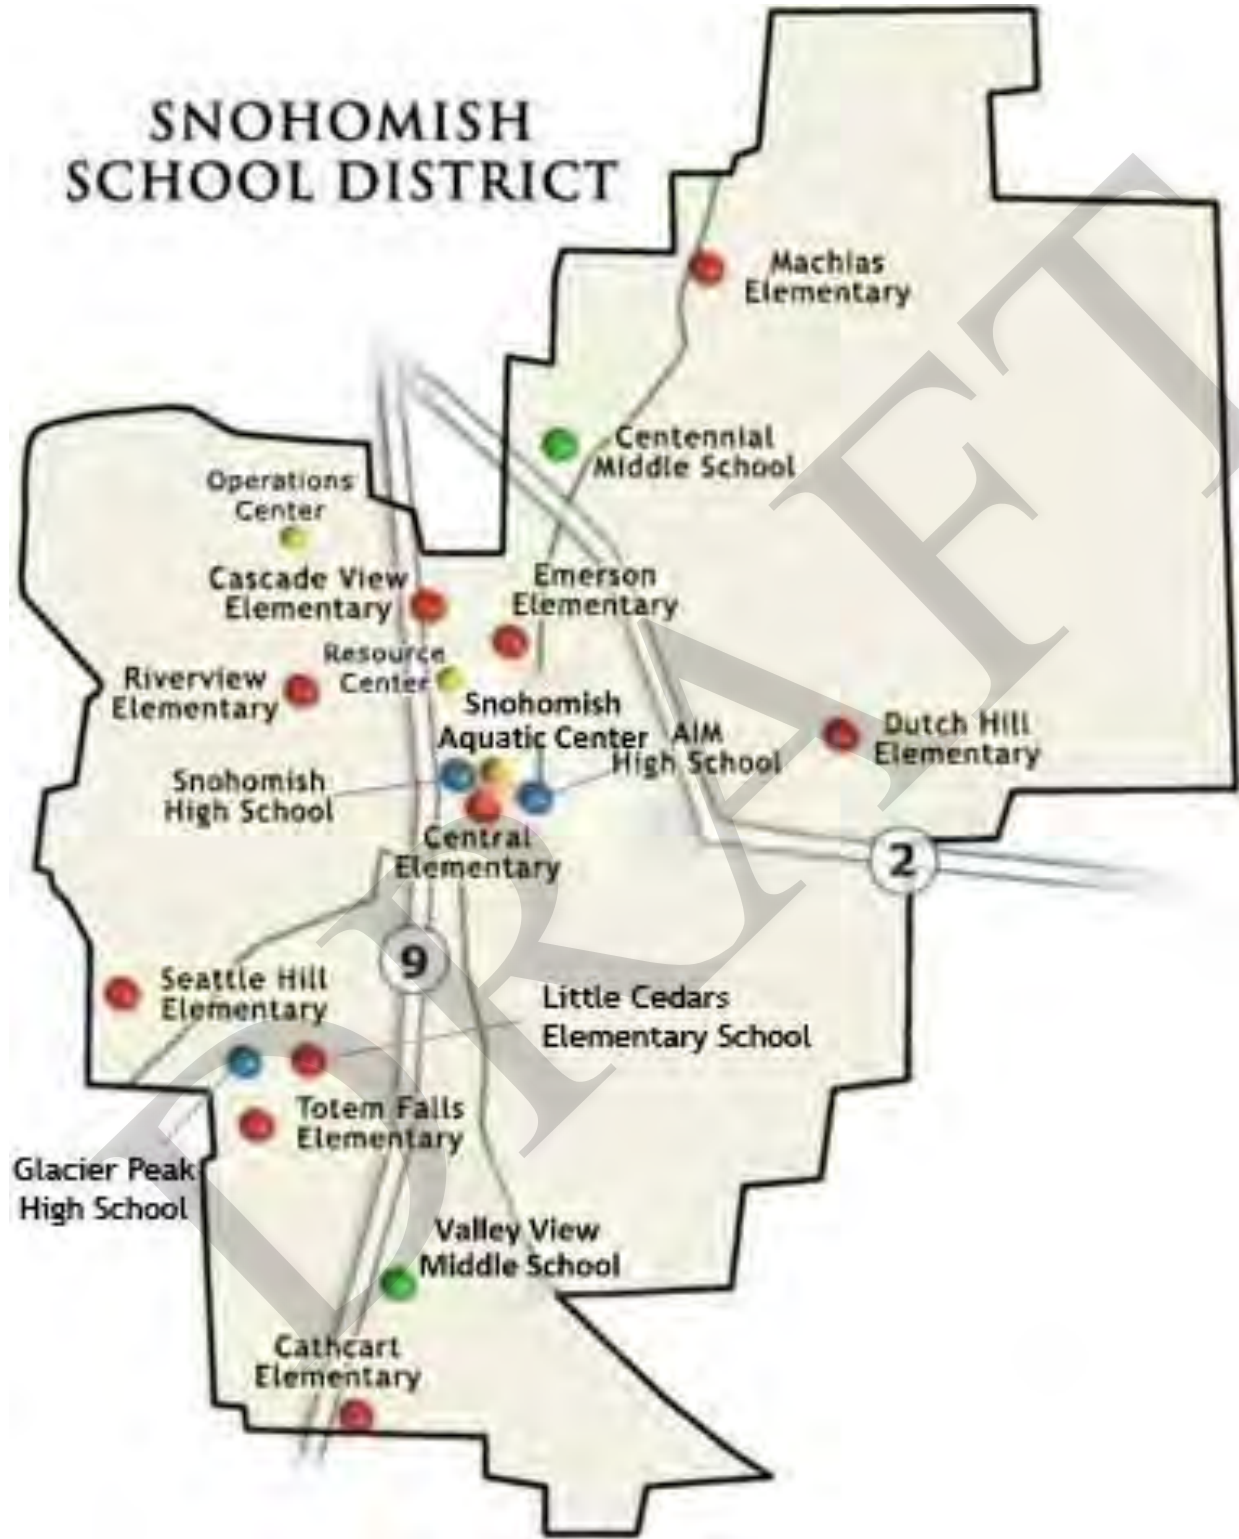 SNOHOMISH
SCHOOL DISTRICT
Machias
Elementary
Centennial
Middle School
Operations
Center
Cascade View
Elementary
Emerson
Elementary
Resource
Center
Riverview
Elementary
Snohomish
Aquatic Center
AIM
High School
Dutch Hill
Elementary
Snohomish
High School
Central
Elementary
2
9
Seattle Hill
Elementary
Little Cedars
Elementary School
Totem Falls
Elementary
Glacier Peak
High School
Valley View
Middle School
Cathcart
Elementary
DRAFT